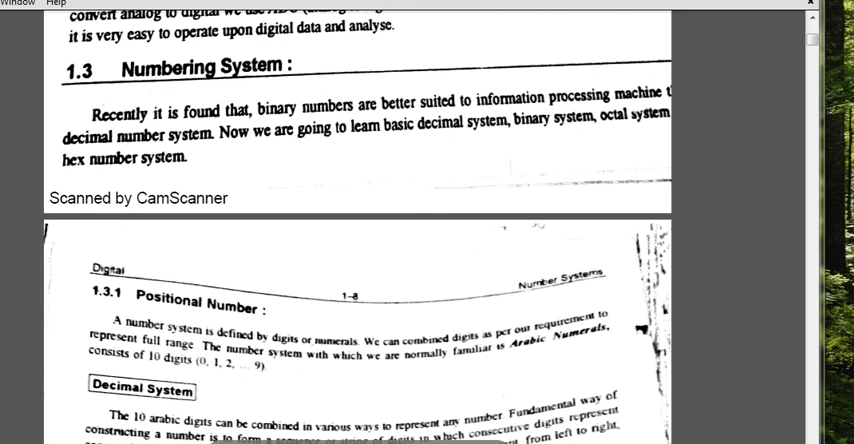 Window Help
convert analog to digital we use ADC
it is very easy to operate upon digital data and analyse.
1.3 Numbering System :
Recently it is found that, binary numbers are better suited to information processing machine
decimal number system. Now we are going to learn basic decimal system, binary system, octal system
hex number system.
Scanned by CamScanner
Digital
1-8
Number Systems
1.3.1 Positional Number :
A number system is defined by digits or numerals. We can combined digits as per our requirement to
represent full range The number system with which we are normally familiar is Arabic Numerals,
consists of 10 digits (0, 1, 2, ... 9).
Decimal System
The 10 arabic digits can be combined in various ways to represent any number Fundamental way of
constructing a number is to form a sequence or string of digits in which consecutive digits represent
from left to right,